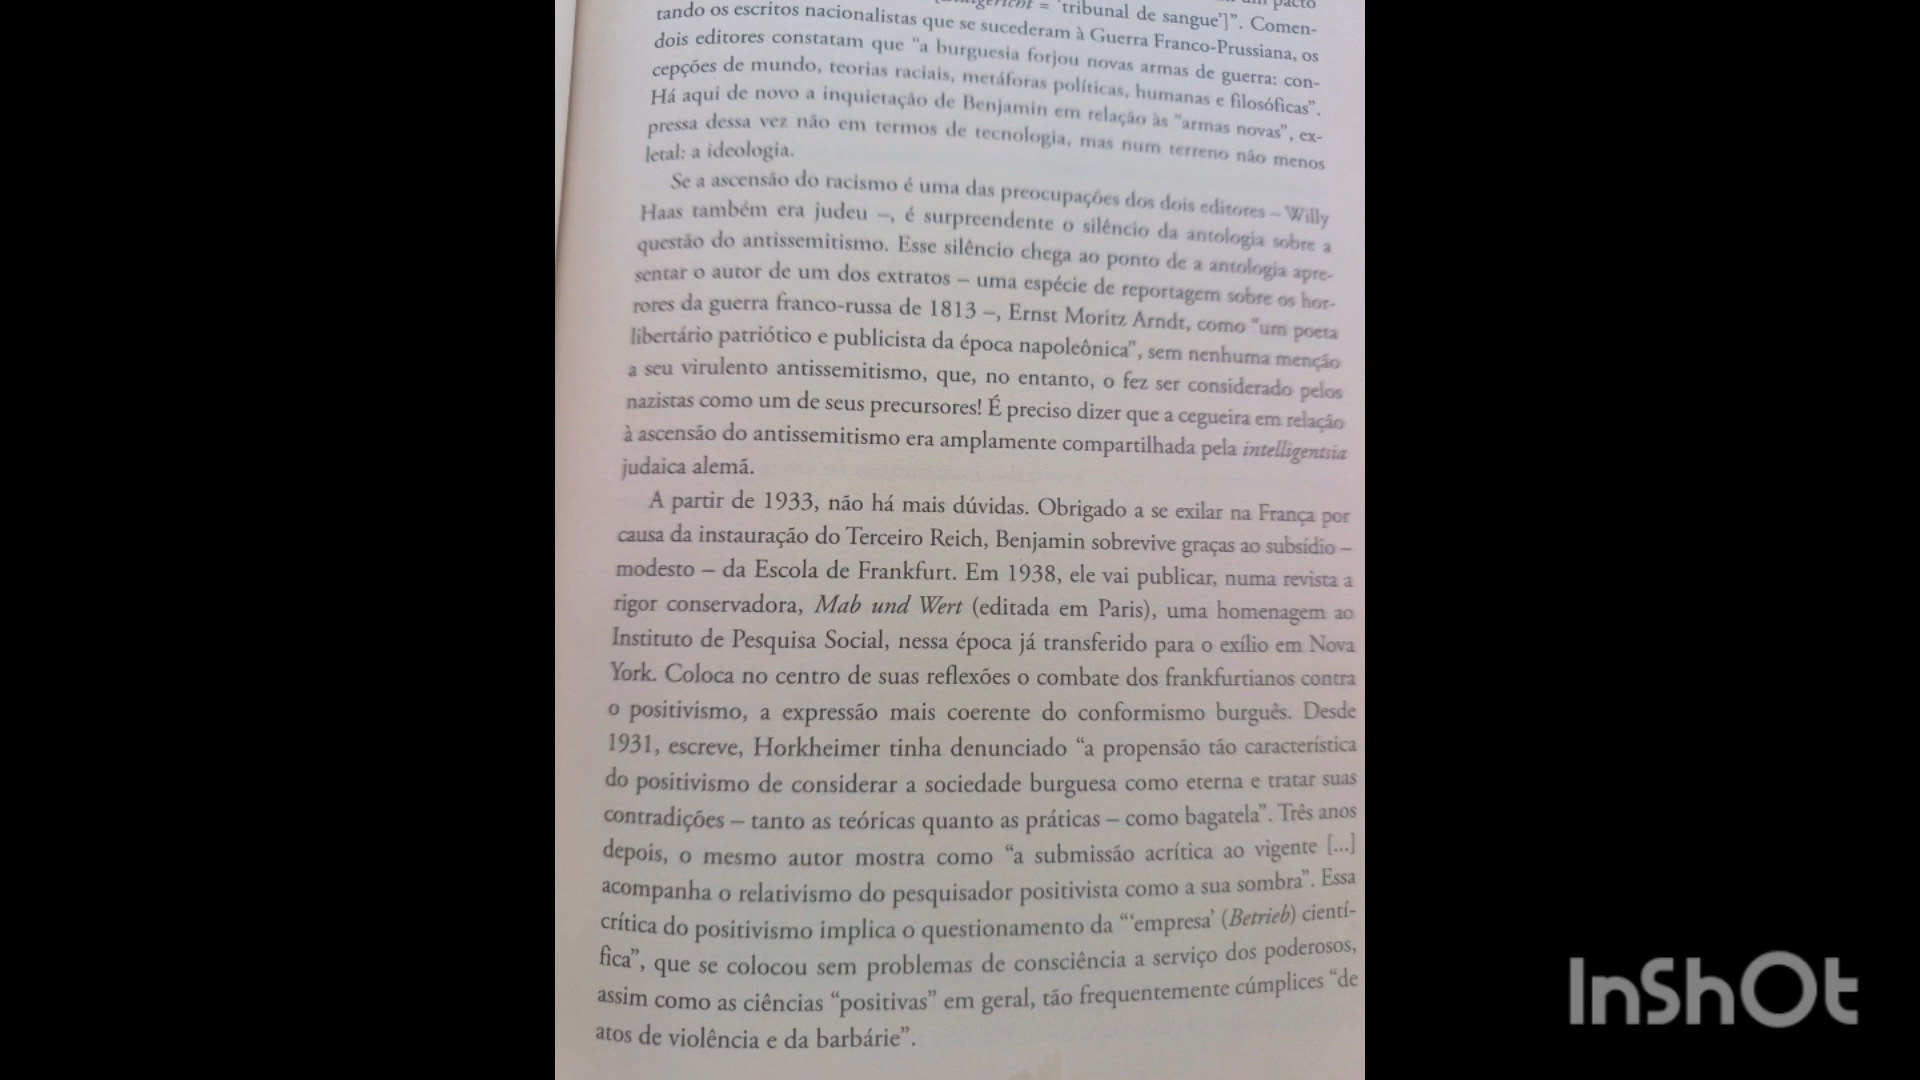 um pacto
[Blutgericht = 'tribunal de sangue']”. Comen-
tando os escritos nacionalistas que se sucederam à Guerra Franco-Prussiana, os
dois editores constatam que “a burguesia forjou novas armas de guerra: con-
cepções de mundo, teorias raciais, metáforas políticas, humanas e filosóficas”.
Há aqui de novo a inquietação de Benjamin em relação às “armas novas”, ex-
pressa dessa vez não em termos de tecnologia, mas num terreno não menos
letal: a ideologia.
Se a ascensão do racismo é uma das preocupações dos dois editores – Willy
Haas também era judeu –, é surpreendente o silêncio da antologia sobre a
questão do antissemitismo. Esse silêncio chega ao ponto de a antologia apre-
sentar o autor de um dos extratos – uma espécie de reportagem sobre os hor-
rores da guerra franco-russa de 1813 –, Ernst Moritz Arndt, como “um poeta
libertário patriótico e publicista da época napoleônica”, sem nenhuma menção
a seu virulento antissemitismo, que, no entanto, o fez ser considerado pelos
nazistas como um de seus precursores! É preciso dizer que a cegueira em relação
à ascensão do antissemitismo era amplamente compartilhada pela intelligentsia
judaica alemã.
A partir de 1933, não há mais dúvidas. Obrigado a se exilar na França por
causa da instauração do Terceiro Reich, Benjamin sobrevive graças ao subsídio –
modesto – da Escola de Frankfurt. Em 1938, ele vai publicar, numa revista a
rigor conservadora, Mab und Wert (editada em Paris), uma homenagem ao
Instituto de Pesquisa Social, nessa época já transferido para o exílio em Nova
York. Coloca no centro de suas reflexões o combate dos frankfurtianos contra
o positivismo, a expressão mais coerente do conformismo burguês. Desde
1931, escreve, Horkheimer tinha denunciado “a propensão tão característica
do positivismo de considerar a sociedade burguesa como eterna e tratar suas
contradições – tanto as teóricas quanto as práticas – como bagatela”. Três anos
depois, o mesmo autor mostra como “a submissão acrítica ao vigente [...]
acompanha o relativismo do pesquisador positivista como a sua sombra”. Essa
crítica do positivismo implica o questionamento da “‘empresa’ (Betrieb) cientí-
fica”, que se colocou sem problemas de consciência a serviço dos poderosos,
assim como as ciências “positivas” em geral, tão frequentemente cúmplices “de
atos de violência e da barbárie”.
InShOt